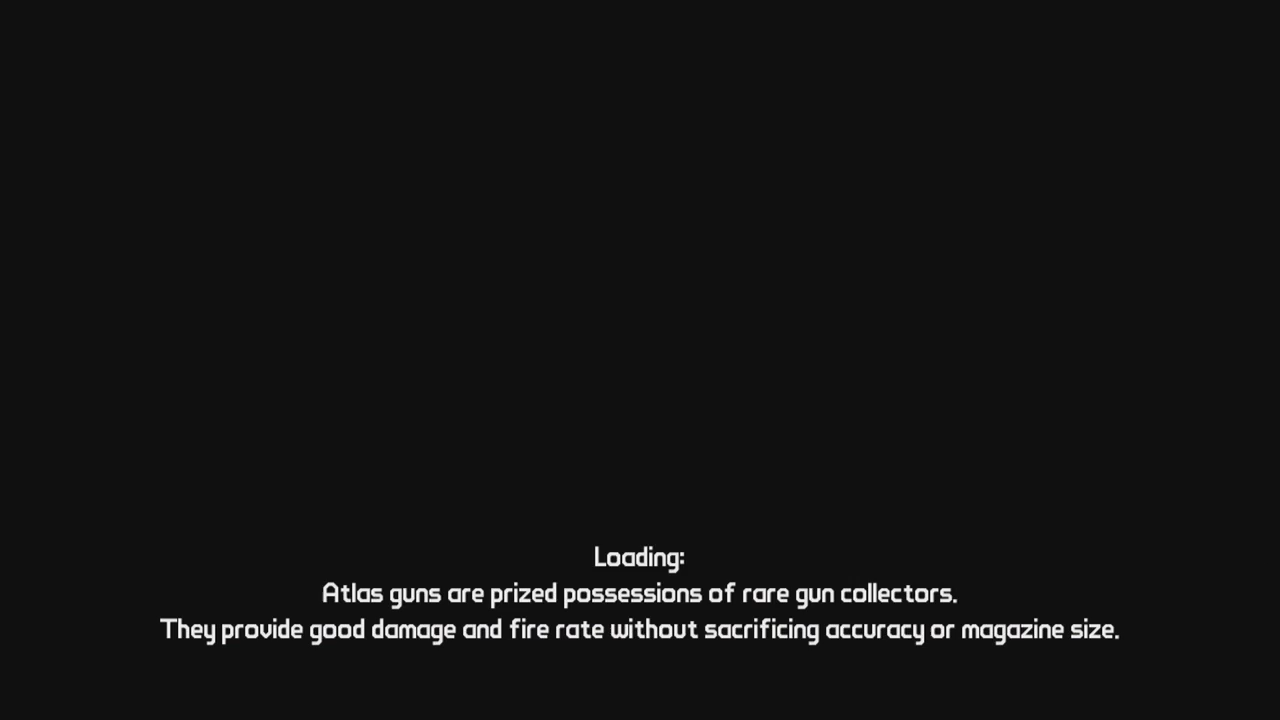 Loading:
Atlas guns are prized possessions of rare gun collectors.
They provide good damage and fire rate without sacrificing accuracy or magazine size.